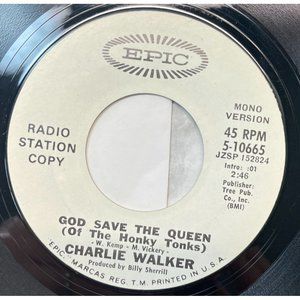 EPIC
RADIO
STATION
COPY
MONO
VERSION
45 RPM
5-10665
JZSP 152824
Intro: :01
2:46
Publisher:
Tree Pub.
Co., Inc.
(BMI)
GOD SAVE THE QUEEN
(Of The Honky Tonks)
- W. Kemp - M. Vickery -
CHARLIE WALKER
Produced by Billy Sherrill
"EPIC," MARCAS REG. T.M. PRINTED IN U.S.A.